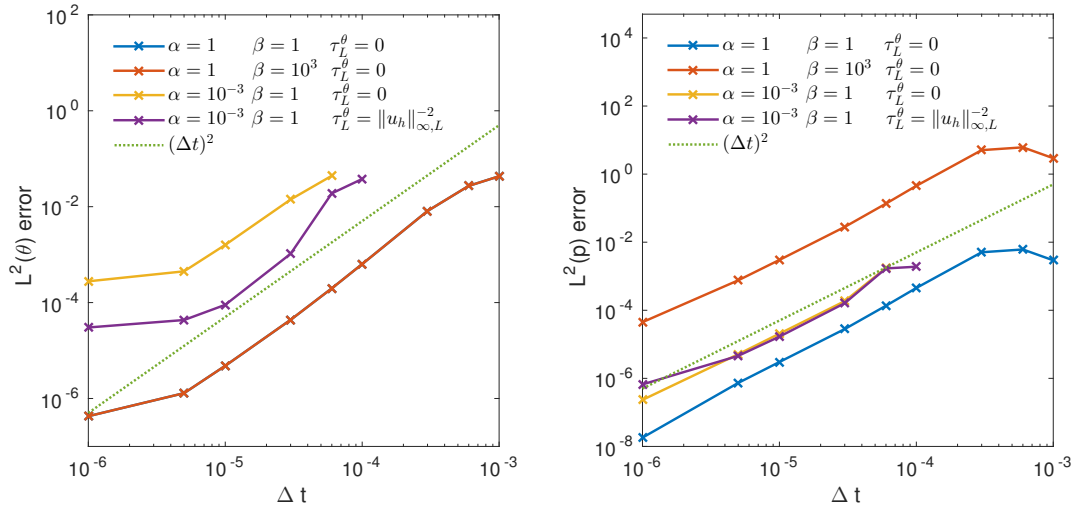 10^2
10^0
10^-2
10^-4
10^-6
L^2(θ) error
α = 1 β = 1 τ_L^θ = 0
α = 1 β = 10^3 τ_L^θ = 0
α = 10^-3 β = 1 τ_L^θ = 0
α = 10^-3 β = 1 τ_L^θ = ‖u_h‖_{∞,L}^{-2}
(Δt)^2
10^-6 10^-5 10^-4 10^-3
Δ t
10^4
10^2
10^0
10^-2
10^-4
10^-6
10^-8
L^2(p) error
α = 1 β = 1 τ_L^θ = 0
α = 1 β = 10^3 τ_L^θ = 0
α = 10^-3 β = 1 τ_L^θ = 0
α = 10^-3 β = 1 τ_L^θ = ‖u_h‖_{∞,L}^{-2}
(Δt)^2
10^-6 10^-5 10^-4 10^-3
Δ t